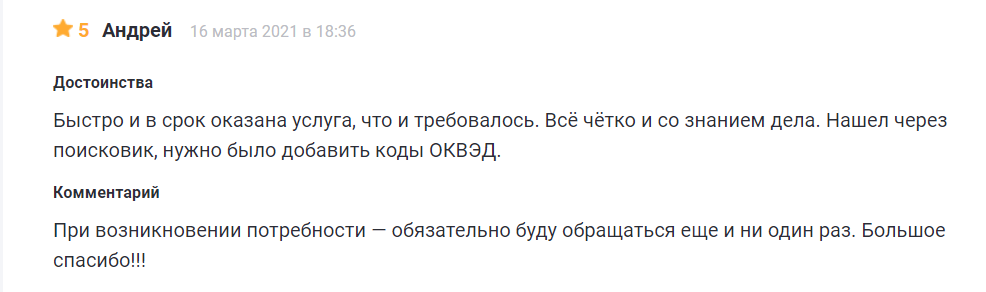 5 Андрей 16 марта 2021 в 18:36
Достоинства
Быстро и в срок оказана услуга, что и требовалось. Всё чётко и со знанием дела. Нашел через
поисковик, нужно было добавить коды ОКВЭД.
Комментарий
При возникновении потребности — обязательно буду обращаться еще и ни один раз. Большое
спасибо!!!